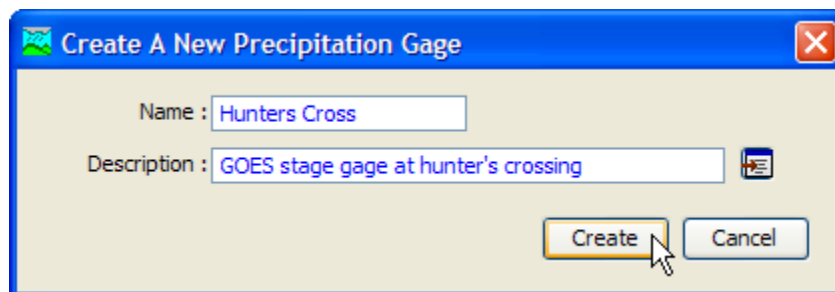 Create A New Precipitation Gage
Name : Hunters Cross
Description : GOES stage gage at hunter's crossing
Create Cancel